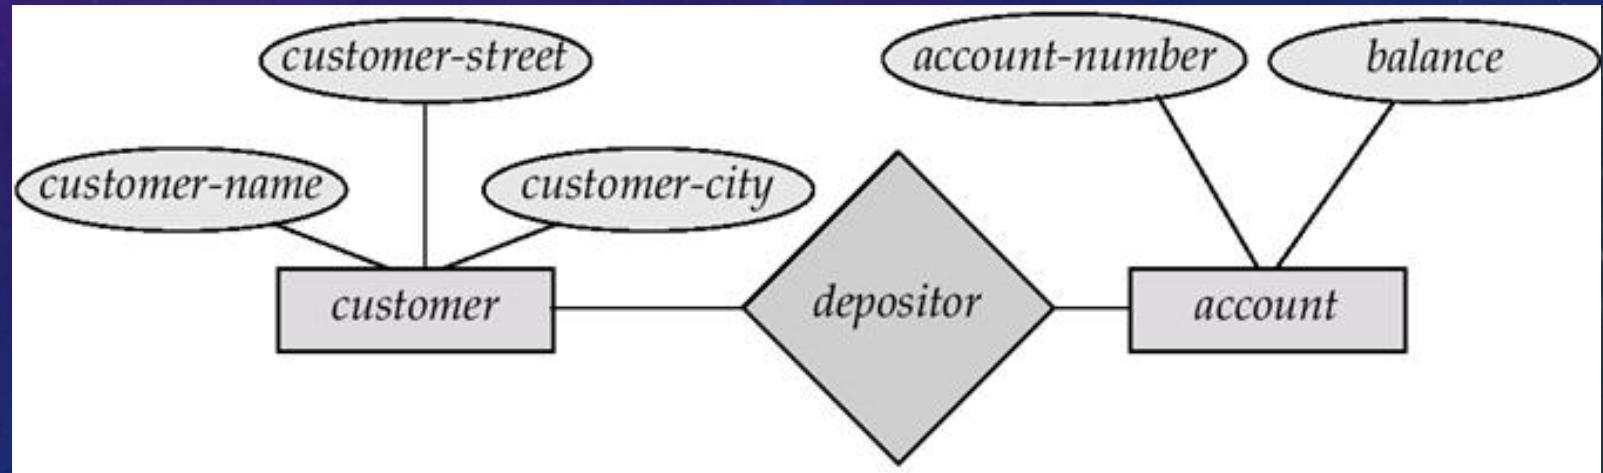 customer-street
account-number
balance
customer-name
customer-city
customer
depositor
account